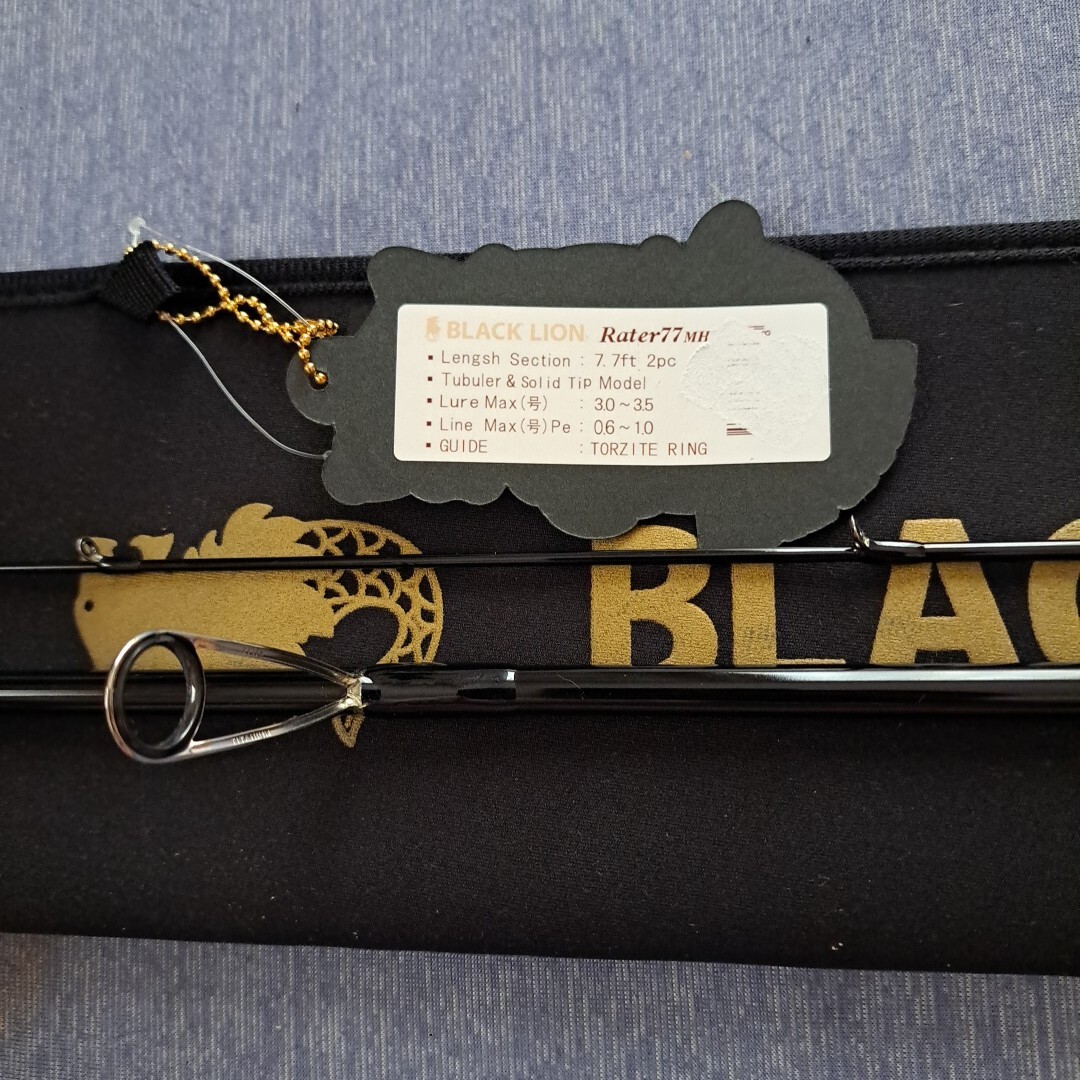 BLACK LION Rater77MH
▪ Lengsh Section : 7.7ft 2pc
▪ Tubuler & Solid Tip Model
▪ Lure Max(号) : 3.0～3.5
▪ Line Max(号)Pe : 0.6～1.0
▪ GUIDE : TORZITE RING
BLAC